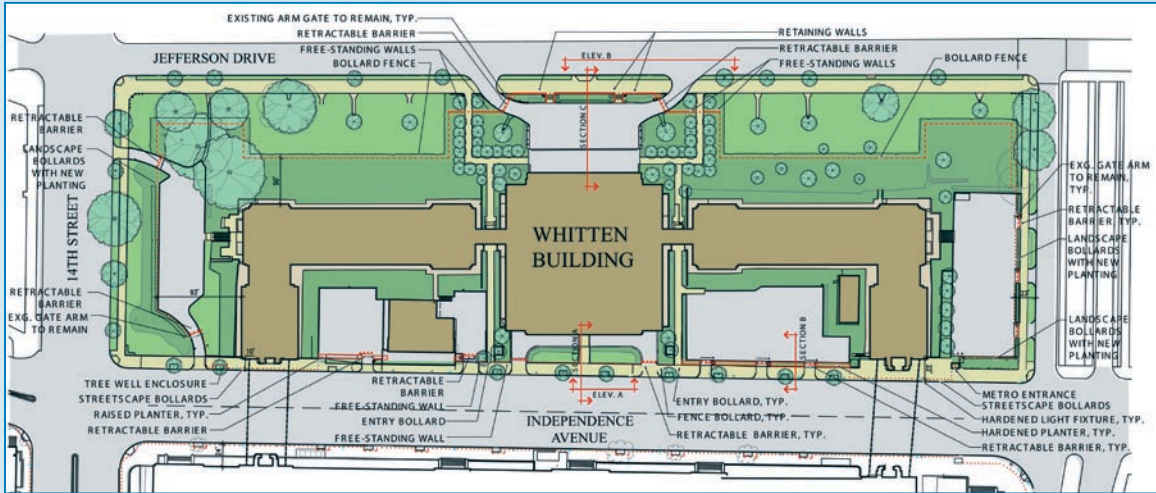 EXISTING ARM GATE TO REMAIN, TYP.
RETRACTABLE BARRIER
FREE-STANDING WALLS
BOLLARD FENCE
JEFFERSON DRIVE
ELEV. B
RETAINING WALLS
RETRACTABLE BARRIER
FREE-STANDING WALLS
BOLLARD FENCE
SECTION C
RETRACTABLE
BARRIER
LANDSCAPE
BOLLARDS
WITH NEW
PLANTING
14TH STREET
RETRACTABLE
BARRIER
EXG. GATE ARM
TO REMAIN
93'
50'
10'
WHITTEN
BUILDING
EXG. GATE ARM
TO REMAIN,
TYP.
RETRACTABLE
BARRIER, TYP.
LANDSCAPE
BOLLARDS
WITH NEW
PLANTING
23'
LANDSCAPE
BOLLARDS
WITH NEW
PLANTING
SECTION A
SECTION B
TREE WELL ENCLOSURE
STREETSCAPE BOLLARDS
RAISED PLANTER, TYP.
RETRACTABLE BARRIER
RETRACTABLE
BARRIER
FREE-STANDING WALL
ENTRY BOLLARD
FREE-STANDING WALL
ELEV. A
INDEPENDENCE
AVENUE
ENTRY BOLLARD, TYP.
FENCE BOLLARD, TYP.
RETRACTABLE BARRIER, TYP.
METRO ENTRANCE
STREETSCAPE BOLLARDS
HARDENED LIGHT FIXTURE, TYP.
HARDENED PLANTER, TYP.
RETRACTABLE BARRIER, TYP.